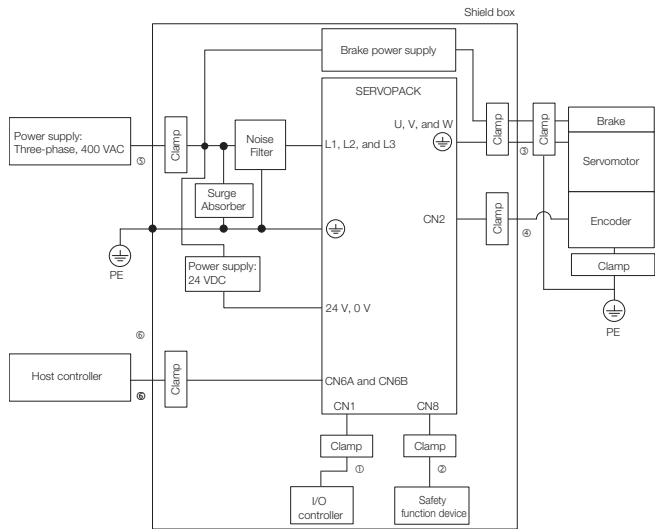 Shield box
Brake power supply
SERVOPACK
Power supply:
Three-phase, 400 VAC
⑤
Clamp
Noise
Filter
L1, L2, and L3
U, V, and W
Clamp
③
Clamp
Brake
Servomotor
Surge
Absorber
CN2
Clamp
④
Encoder
Clamp
PE
PE
Power supply:
24 VDC
24 V, 0 V
⑥
Host controller
⑥
Clamp
CN6A and CN6B
CN1
CN8
Clamp
Clamp
①
②
I/O
controller
Safety
function device